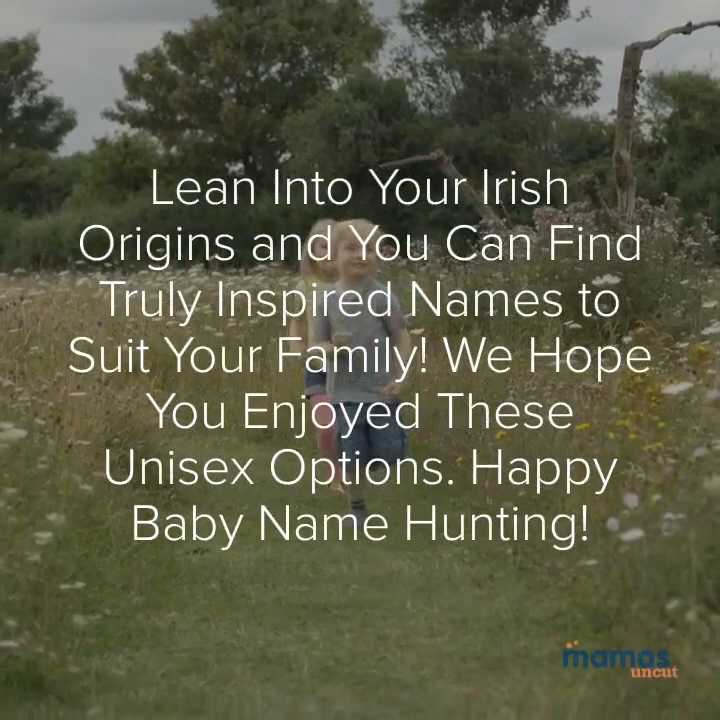 Lean Into Your Irish
Origins and You Can Find
Truly Inspired Names to
Suit Your Family! We Hope
You Enjoyed These
Unisex Options. Happy
Baby Name Hunting!
mamas
uncut